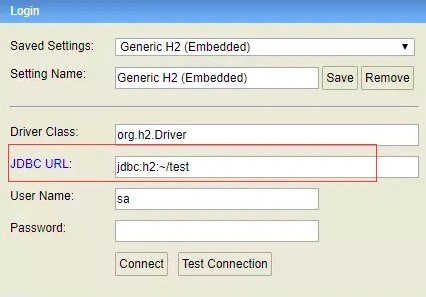 Login
Saved Settings: Generic H2 (Embedded)
Setting Name: Generic H2 (Embedded) Save Remove
Driver Class: org.h2.Driver
JDBC URL: jdbc:h2:~/test
User Name: sa
Password:
Connect Test Connection